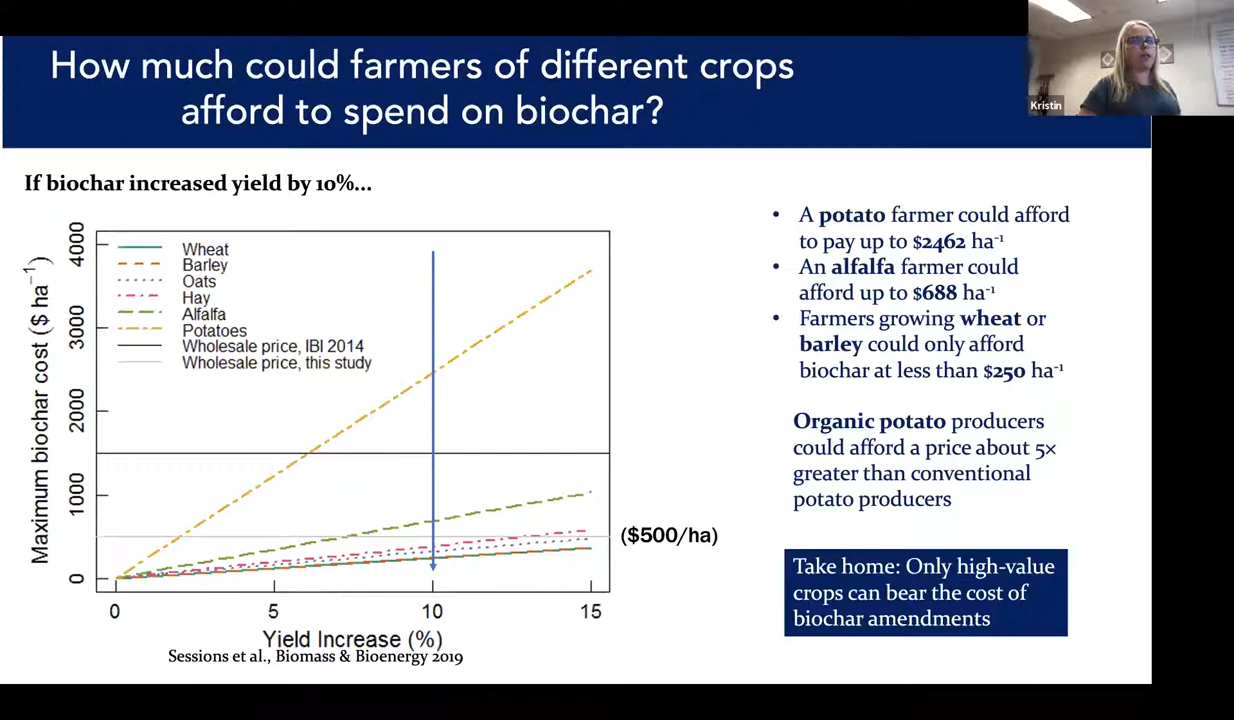 How much could farmers of different crops
afford to spend on biochar?
Kristin
If biochar increased yield by 10%...
Maximum biochar cost ($ ha⁻¹)
4000
3000
2000
1000
0
Wheat
Barley
Oats
Hay
Alfalfa
Potatoes
Wholesale price, IBI 2014
Wholesale price, this study
($500/ha)
0 5 10 15
Yield Increase (%)
Sessions et al., Biomass & Bioenergy 2019
• A potato farmer could afford
to pay up to $2462 ha⁻¹
• An alfalfa farmer could
afford up to $688 ha⁻¹
• Farmers growing wheat or
barley could only afford
biochar at less than $250 ha⁻¹
Organic potato producers
could afford a price about 5×
greater than conventional
potato producers
Take home: Only high-value
crops can bear the cost of
biochar amendments